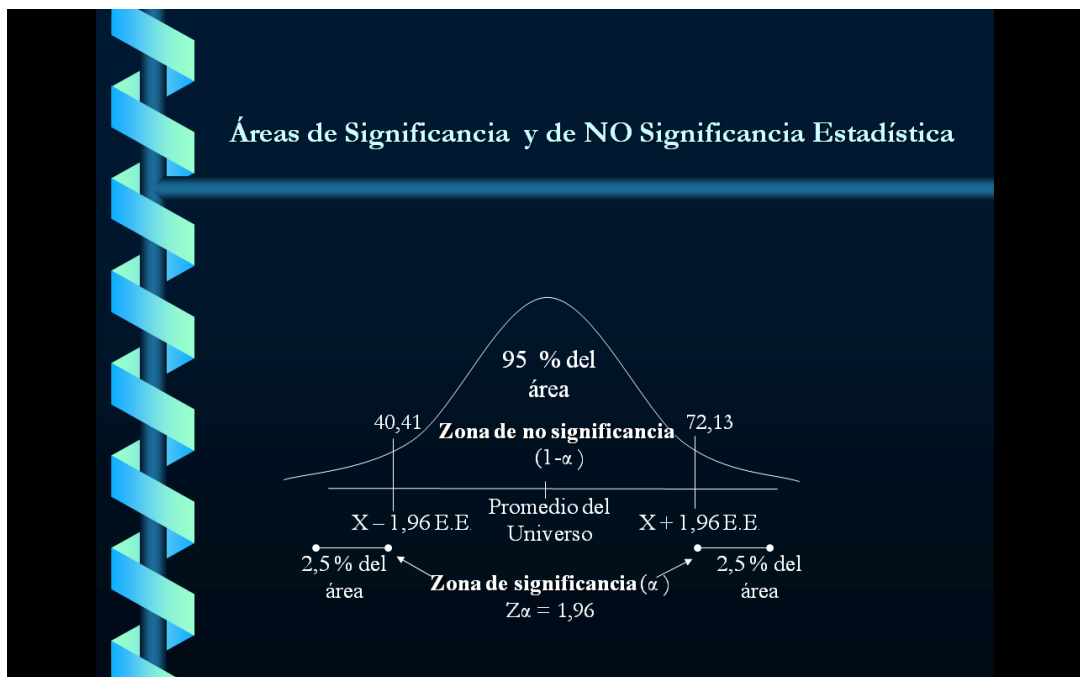 Áreas de Significancia y de NO Significancia Estadística
95 % del
área
40,41
72,13
Zona de no significancia
(1-α )
Promedio del
Universo
X – 1,96 E.E.
X + 1,96 E.E.
2,5 % del
área
Zona de significancia (α )
Zα = 1,96
2,5 % del
área